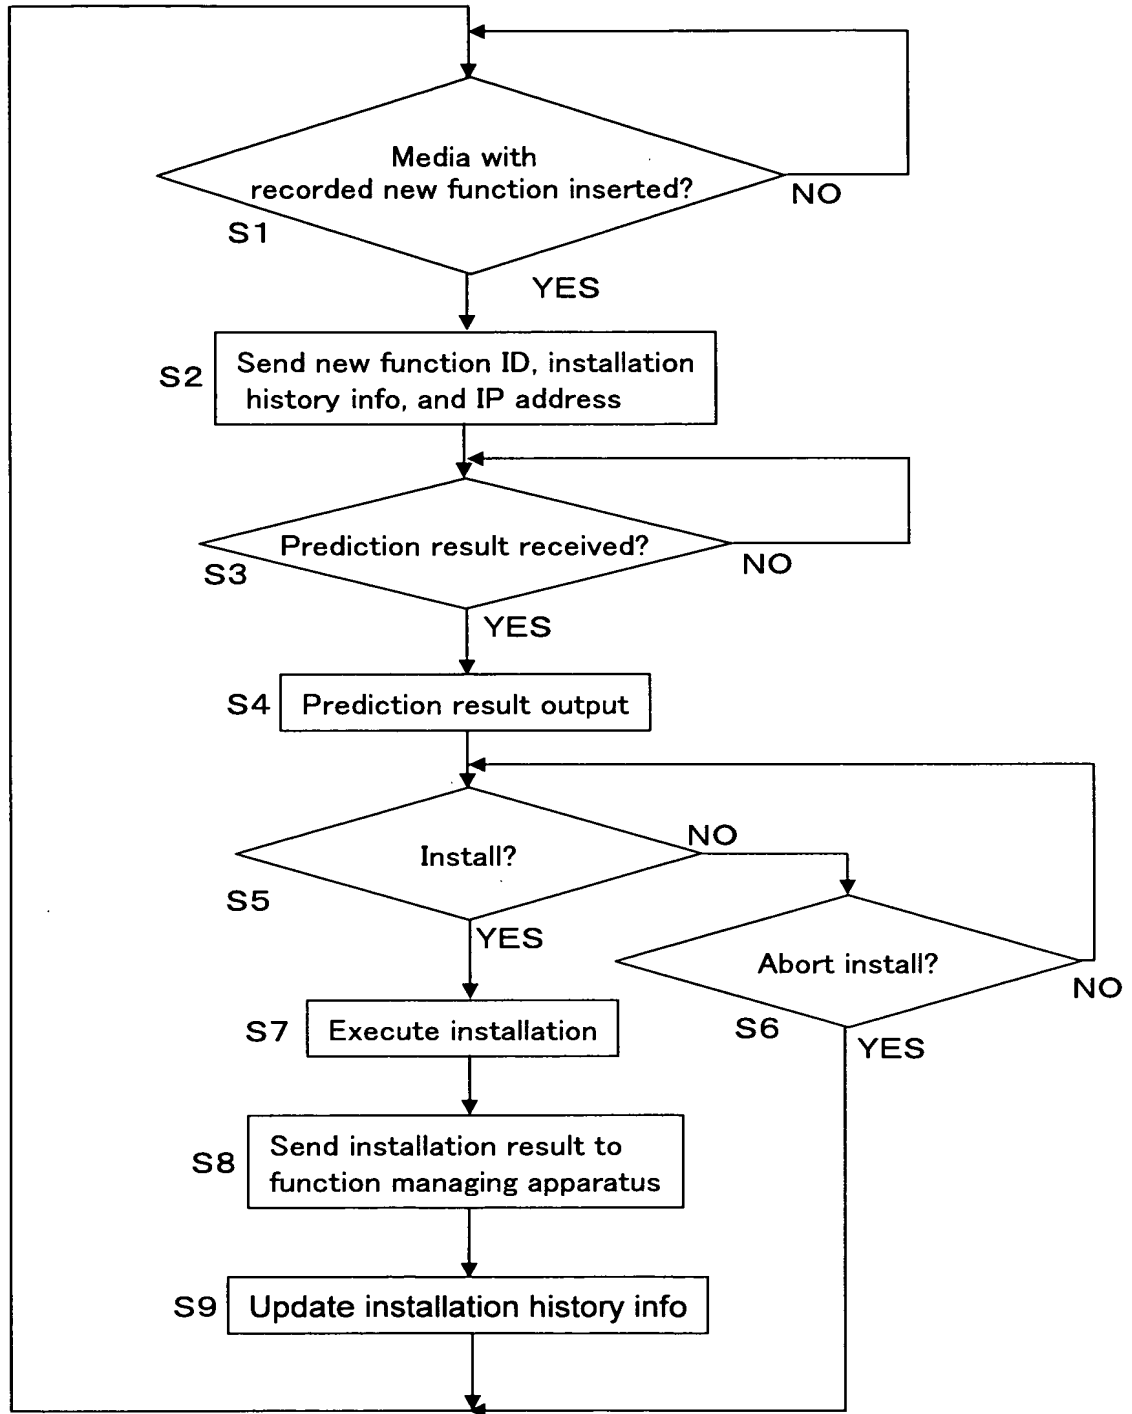 Media with
recorded new function inserted?
NO
S1
YES
S2
Send new function ID, installation
history info, and IP address
Prediction result received?
NO
S3
YES
S4
Prediction result output
NO
Install?
S5
YES
Abort install?
NO
S6
YES
S7
Execute installation
S8
Send installation result to
function managing apparatus
S9
Update installation history info